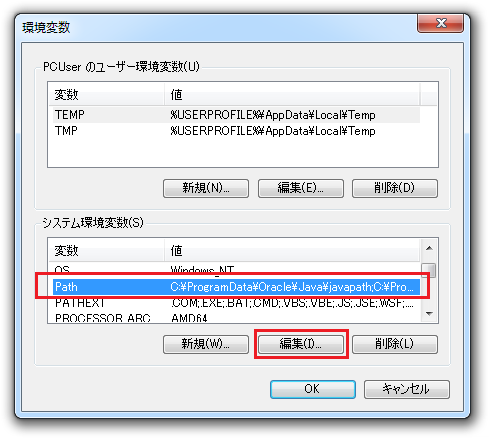 環境変数
PCUser のユーザー環境変数(U)
変数 値
TEMP %USERPROFILE%¥AppData¥Local¥Temp
TMP %USERPROFILE%¥AppData¥Local¥Temp
新規(N)... 編集(E)... 削除(D)
システム環境変数(S)
変数 値
OS Windows_NT
Path C:¥ProgramData¥Oracle¥Java¥javapath;C:¥Pro...
PATHEXT .COM;.EXE;.BAT;.CMD;.VBS;.VBE;.JS;.JSE;.WSF;...
PROCESSOR_ARC... AMD64
新規(W)... 編集(I)... 削除(L)
OK キャンセル